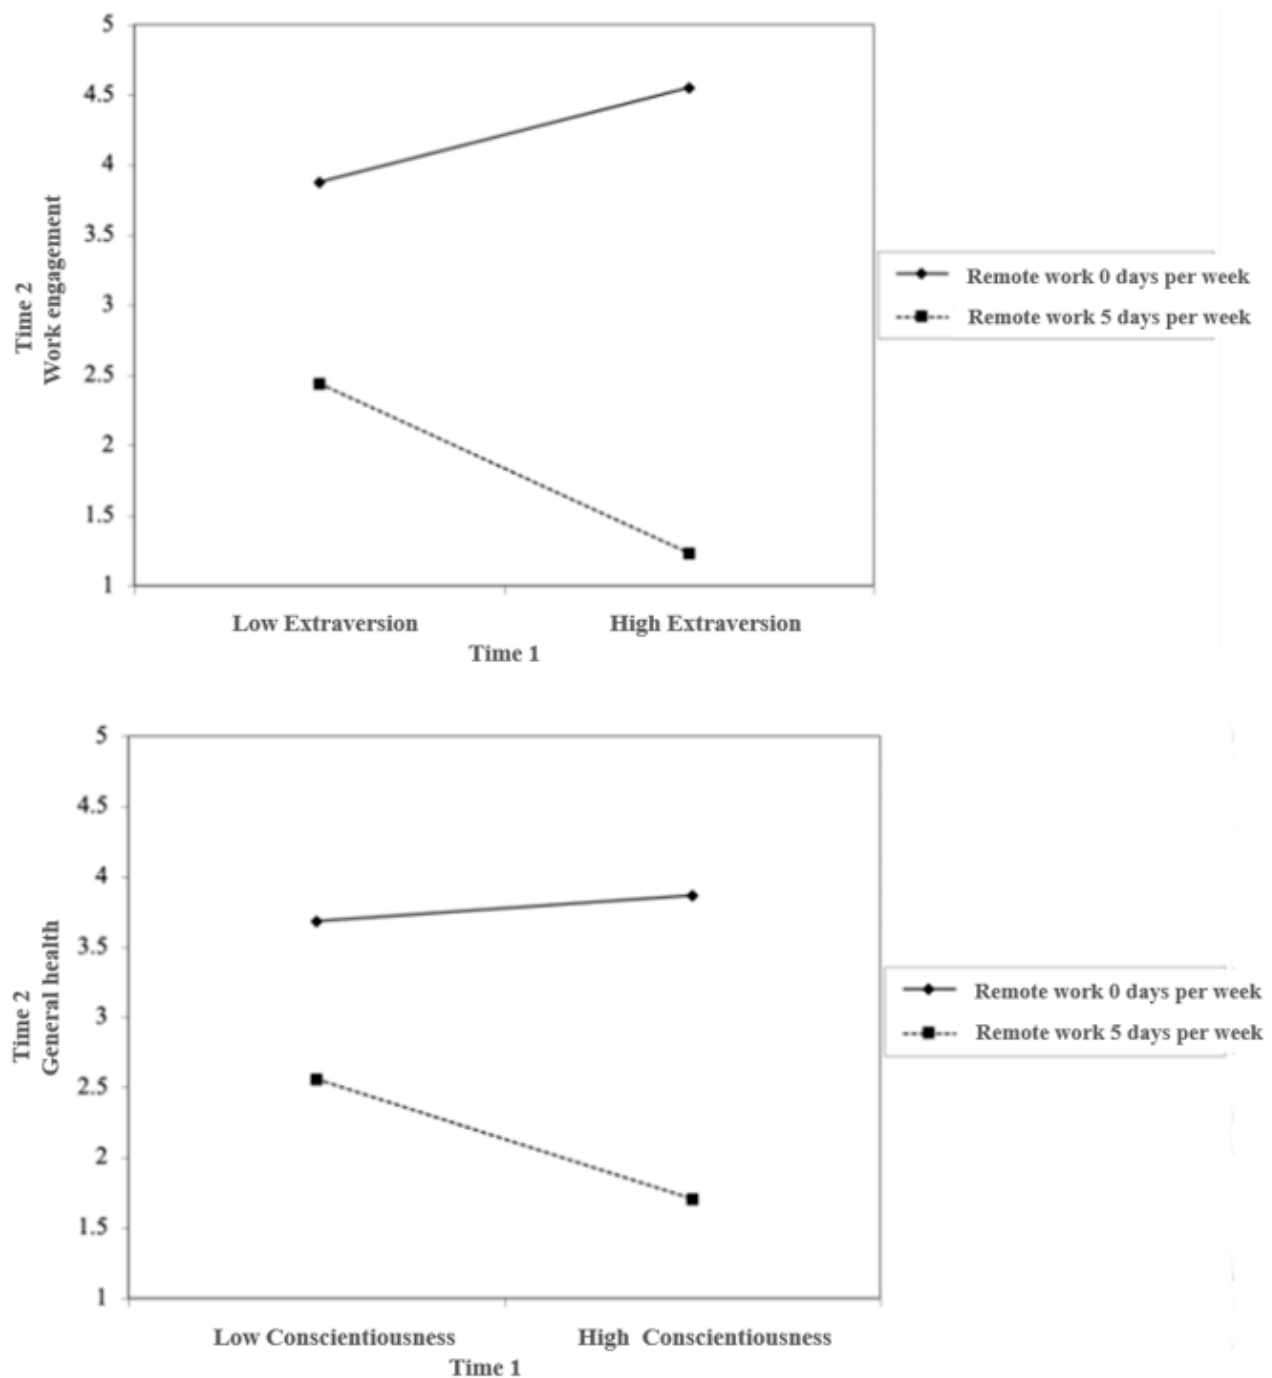 5
4.5
4
3.5
3
2.5
2
1.5
1
Time 2
Work engagement
Remote work 0 days per week
Remote work 5 days per week
Low Extraversion High Extraversion
Time 1
5
4.5
4
3.5
3
2.5
2
1.5
1
Time 2
General health
Remote work 0 days per week
Remote work 5 days per week
Low Conscientiousness High Conscientiousness
Time 1